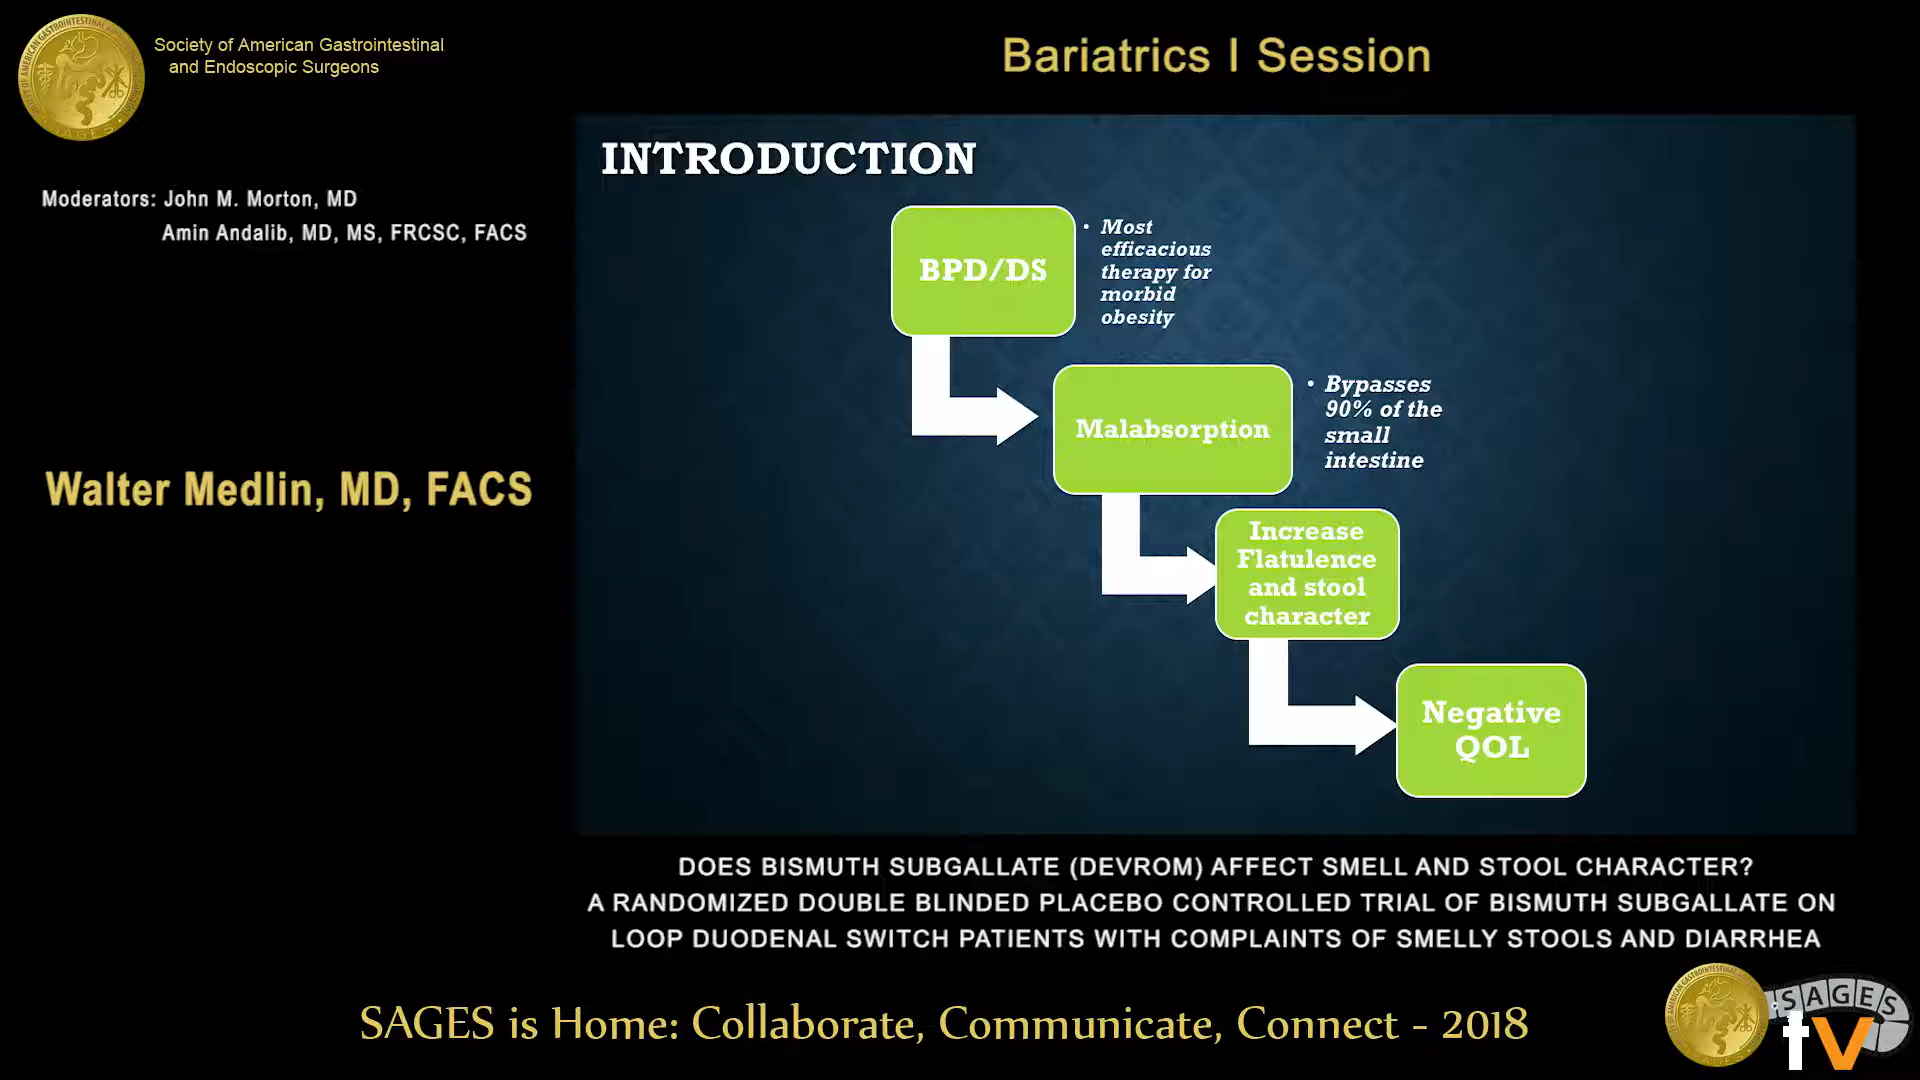 Society of American Gastrointestinal
and Endoscopic Surgeons
Bariatrics I Session
Moderators: John M. Morton, MD
Amin Andalib, MD, MS, FRCSC, FACS
Walter Medlin, MD, FACS
INTRODUCTION
BPD/DS
• Most
efficacious
therapy for
morbid
obesity
Malabsorption
• Bypasses
90% of the
small
intestine
Increase
Flatulence
and stool
character
Negative
QOL
DOES BISMUTH SUBGALLATE (DEVROM) AFFECT SMELL AND STOOL CHARACTER?
A RANDOMIZED DOUBLE BLINDED PLACEBO CONTROLLED TRIAL OF BISMUTH SUBGALLATE ON
LOOP DUODENAL SWITCH PATIENTS WITH COMPLAINTS OF SMELLY STOOLS AND DIARRHEA
SAGES is Home: Collaborate, Communicate, Connect - 2018
SAGES
tv